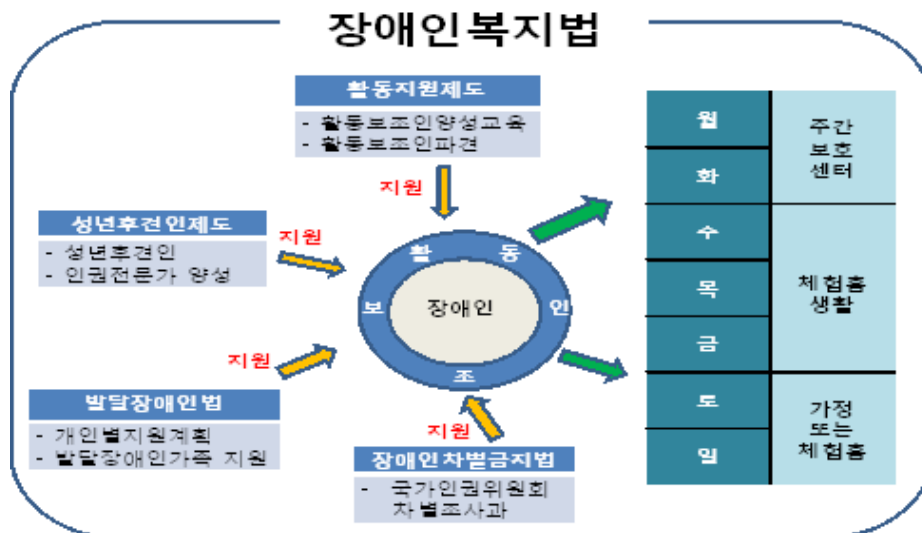 장애인복지법
활동지원제도
- 활동보조인양성교육
- 활동보조인파견
지원
성년후견인제도
- 성년후견인
- 인권전문가 양성
지원
발달장애인법
- 개인별지원계획
- 발달장애인가족 지원
지원
장애인차별금지법
- 국가인권위원회
차별조사과
지원
활 동
보 인
조
장애인
월
화
수
목
금
토
일
주간
보호
센터
체험홈
생활
가정
또는
체험홈